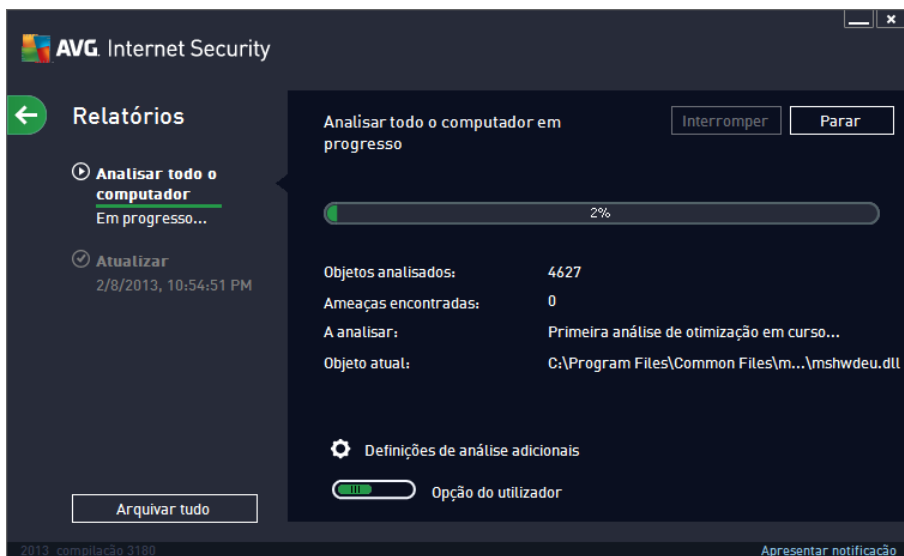 AVG. Internet Security
Relatórios
Analisar todo o
computador
Em progresso...
Atualizar
2/8/2013, 10:54:51 PM
Arquivar tudo
Analisar todo o computador em
progresso
Interromper
Parar
2%
Objetos analisados: 4627
Ameaças encontradas: 0
A analisar: Primeira análise de otimização em curso...
Objeto atual: C:\Program Files\Common Files\m...\mshwdeu.dll
Definições de análise adicionais
Opção do utilizador
2013 compilação 3180
Apresentar notificação